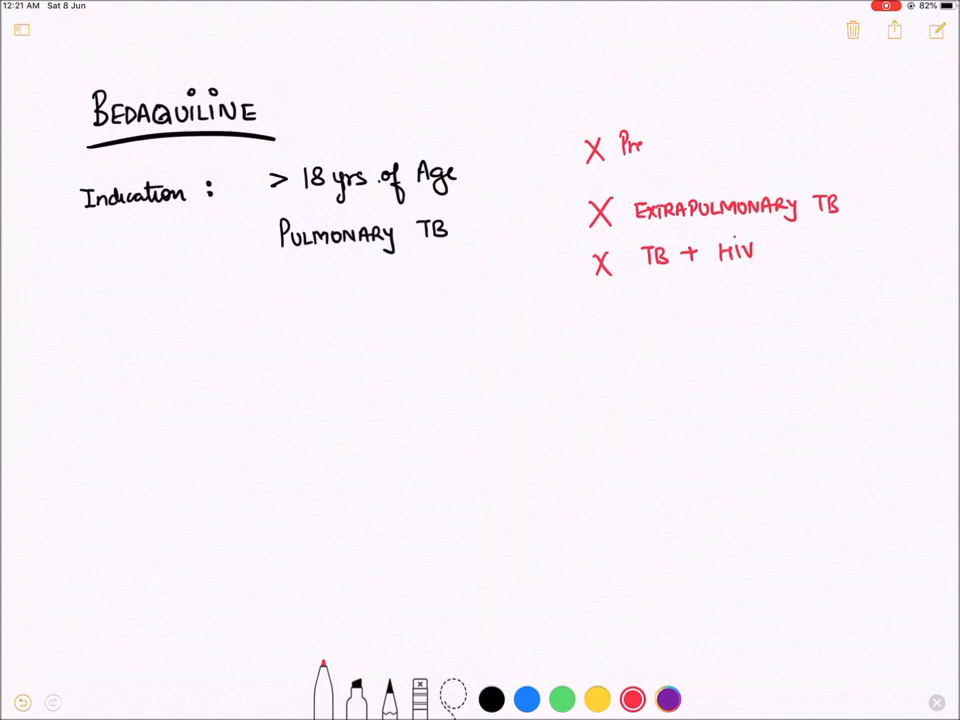 12:21 AM Sat 8 Jun 82%
BEDAQUILINE
Indication : > 18 yrs of Age
PULMONARY TB
X Pre
X EXTRAPULMONARY TB
X TB + HIV